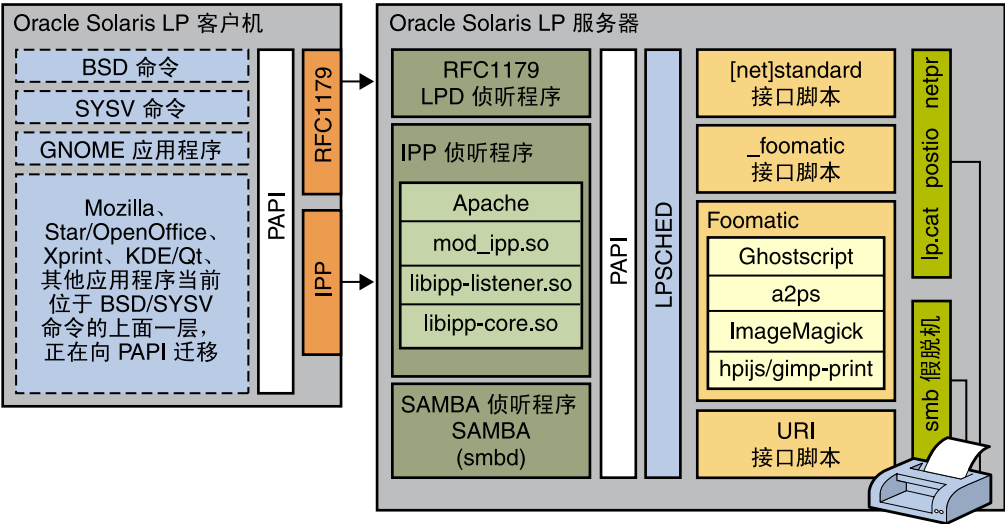 Oracle Solaris LP 客户机
BSD 命令
SYSV 命令
GNOME 应用程序
Mozilla、
Star/OpenOffice、
Xprint、KDE/Qt、
其他应用程序当前
位于 BSD/SYSV
命令的上面一层，
正在向 PAPI 迁移
PAPI
RFC1179
IPP
Oracle Solaris LP 服务器
RFC1179
LPD 侦听程序
IPP 侦听程序
Apache
mod_ipp.so
libipp-listener.so
libipp-core.so
SAMBA 侦听程序
SAMBA
(smbd)
PAPI
LPSCHED
[net]standard
接口脚本
_foomatic
接口脚本
Foomatic
Ghostscript
a2ps
ImageMagick
hpijs/gimp-print
URI
接口脚本
lp.cat postio netpr
smb 假脱机